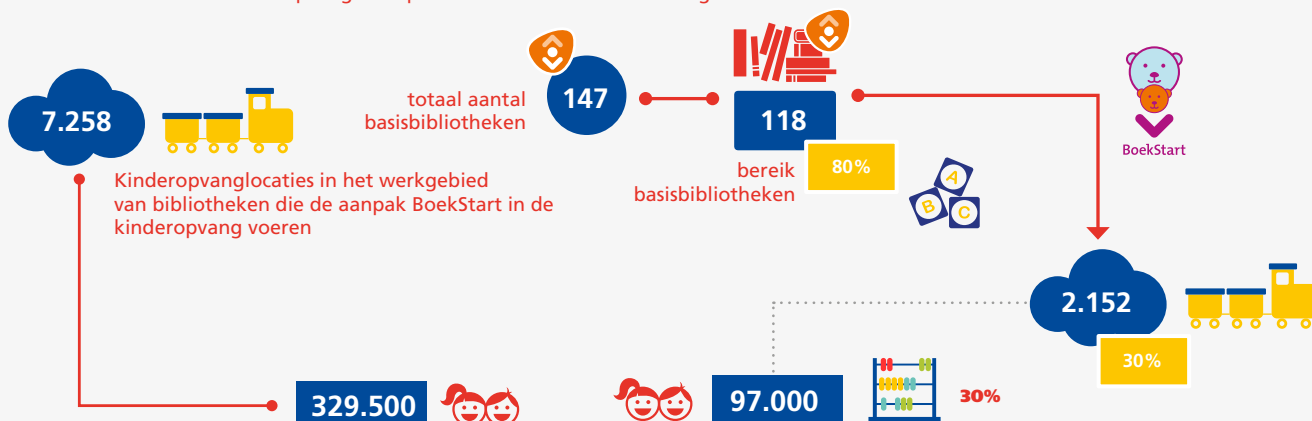 7.258
Kinderopvanglocaties in het werkgebied
van bibliotheken die de aanpak BoekStart in de
kinderopvang voeren
totaal aantal
basisbibliotheken
147
118
80%
bereik
basisbibliotheken
A
B
C
BoekStart
2.152
30%
329.500
97.000
30%